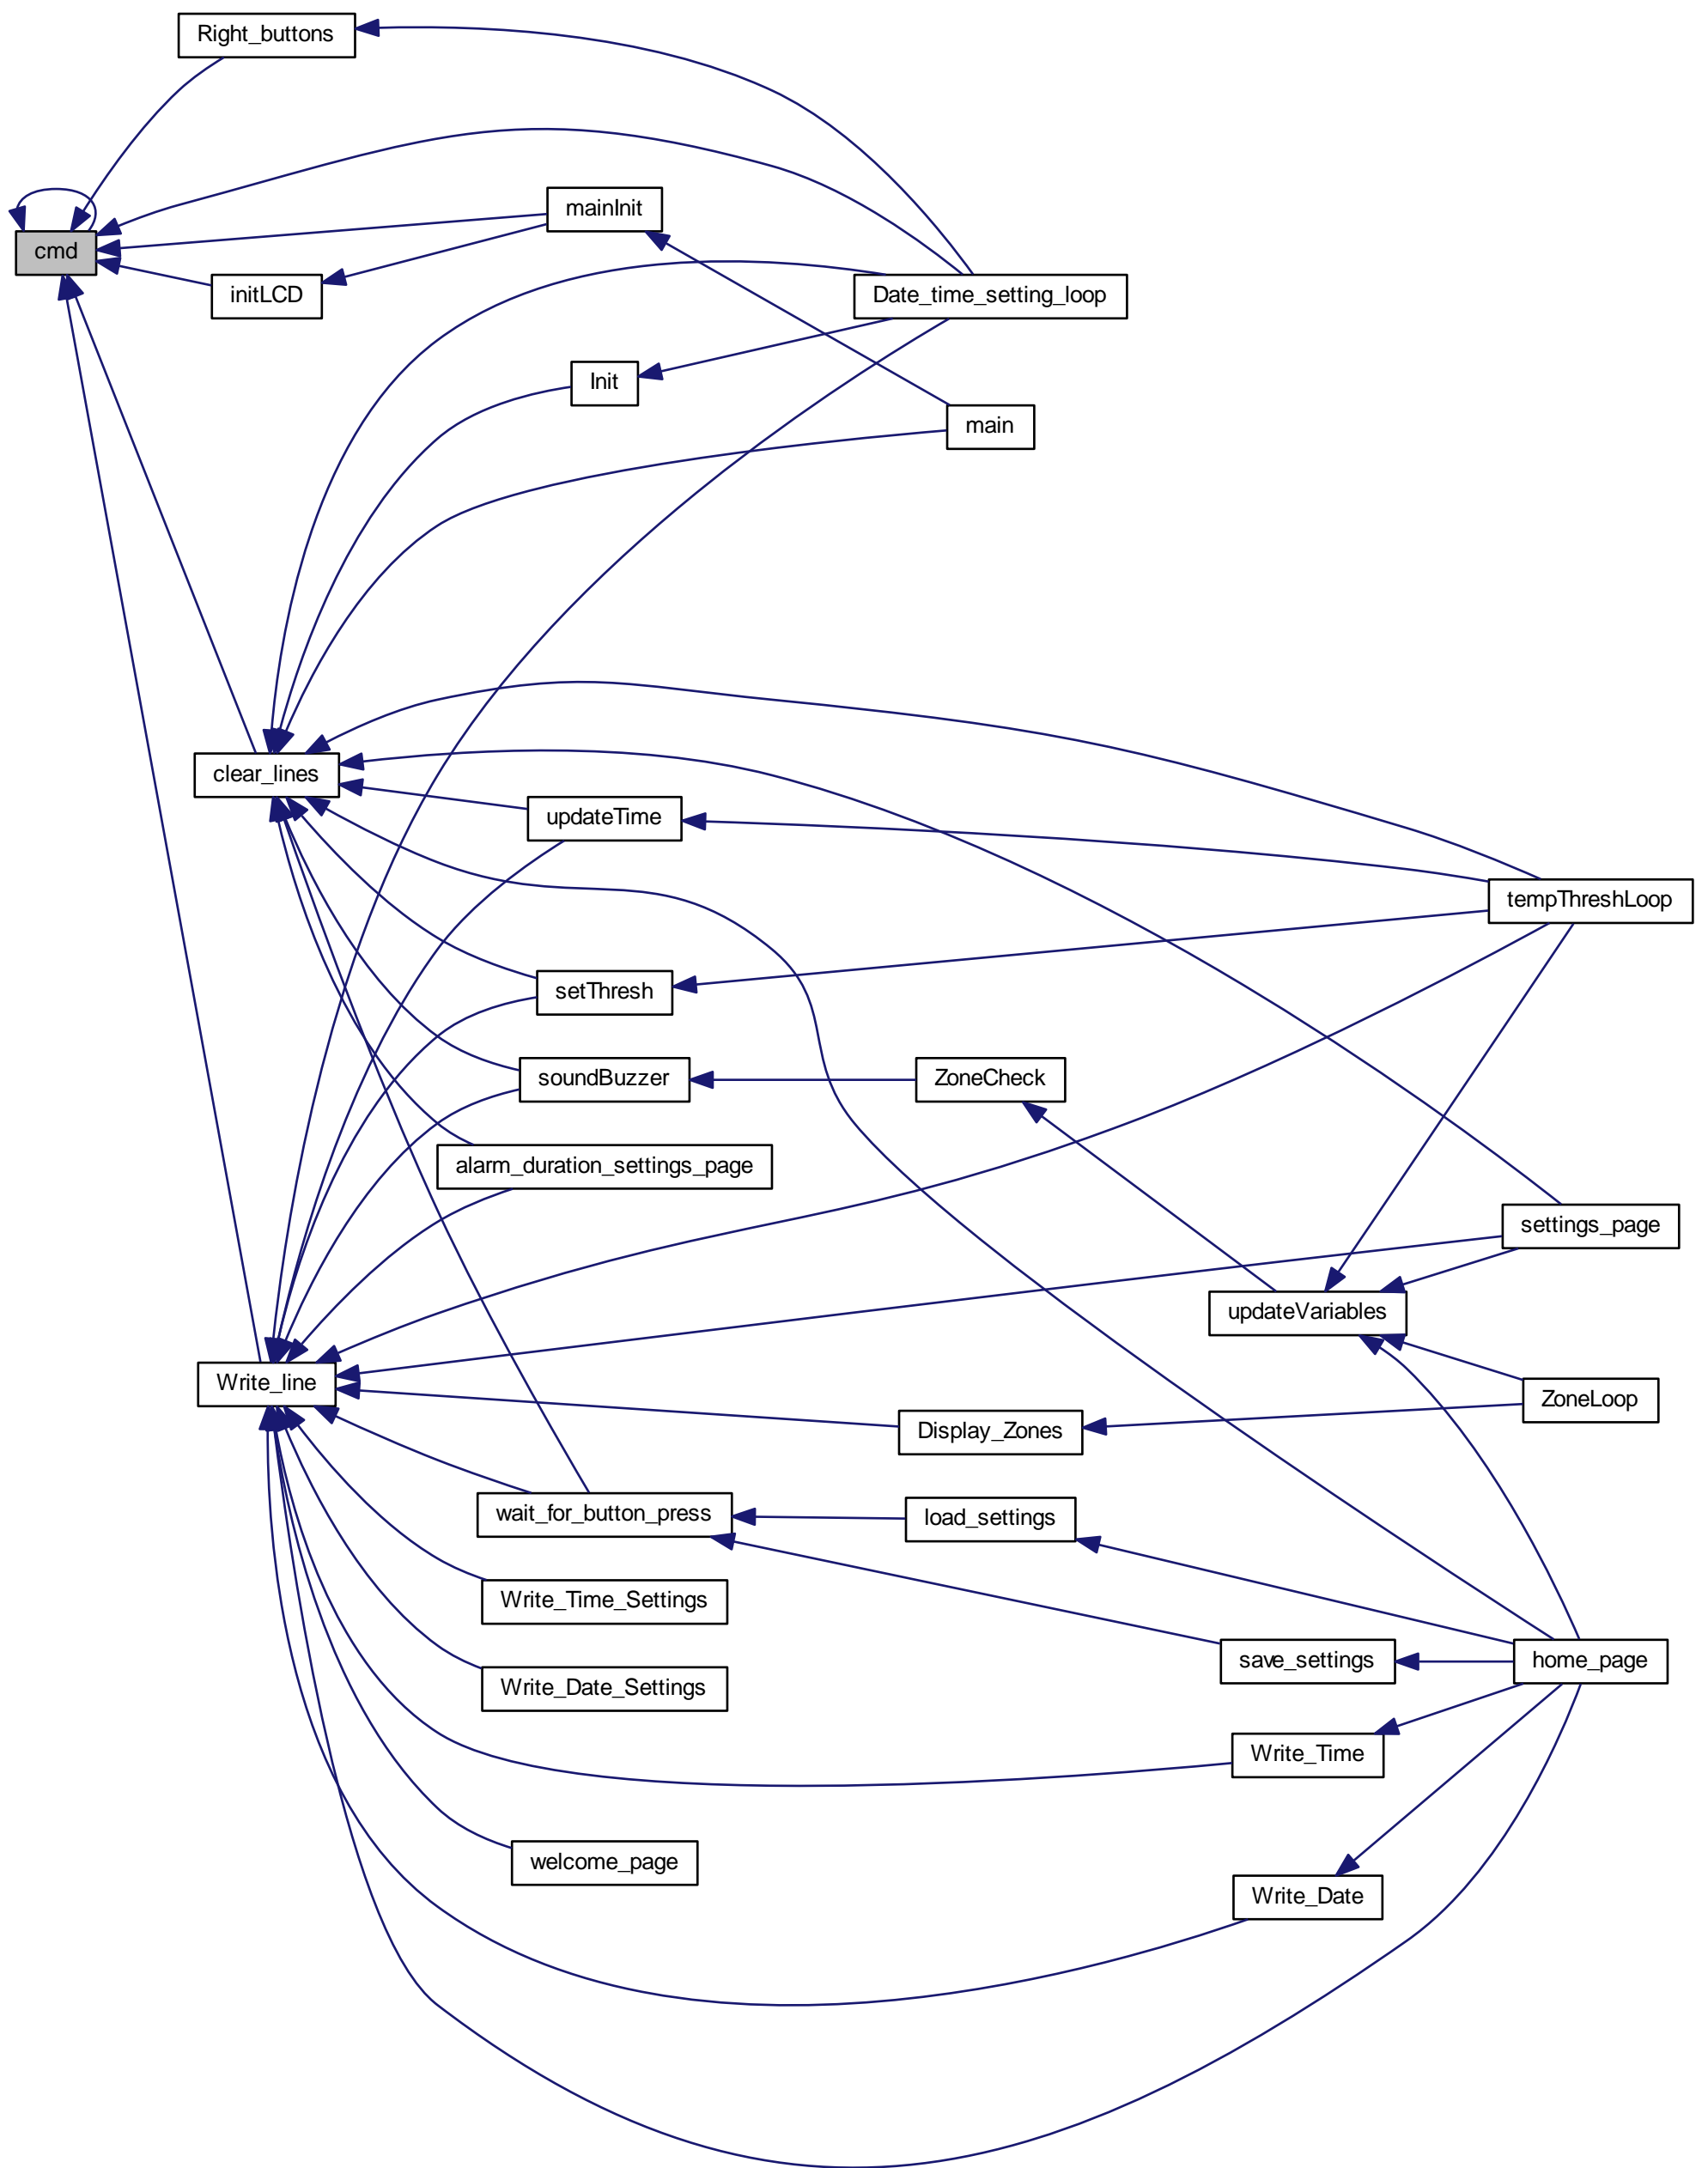 Right_buttons
mainInit
cmd
initLCD
Date_time_setting_loop
Init
main
clear_lines
updateTime
tempThreshLoop
setThresh
soundBuzzer
ZoneCheck
alarm_duration_settings_page
settings_page
updateVariables
Write_line
ZoneLoop
Display_Zones
wait_for_button_press
load_settings
Write_Time_Settings
save_settings
home_page
Write_Date_Settings
Write_Time
welcome_page
Write_Date